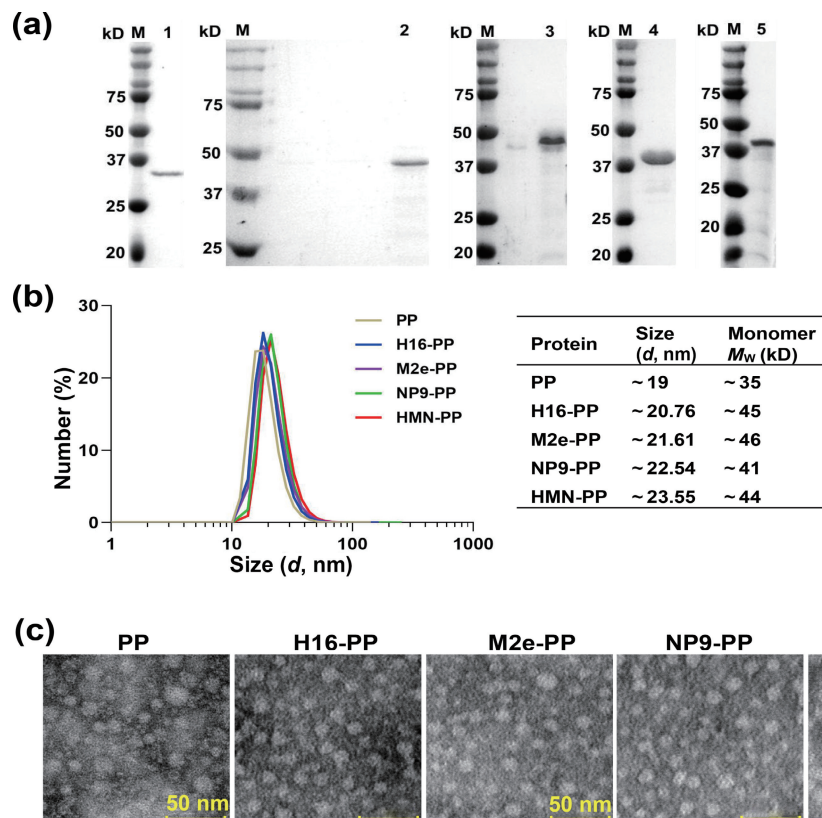 (a)
kD M 1
75
50
37
25
20
kD M 2
75
50
37
25
M 3
kD
75
50
37
25
20
kD M 4
75
50
37
25
20
kD M 5
75
50
37
25
20
(b)
Number (%)
30
20
10
0
1 10 100 1000
Size (d, nm)
PP
H16-PP
M2e-PP
NP9-PP
HMN-PP
Protein Size (d, nm) Monomer MW (kD)
PP ~ 19 ~ 35
H16-PP ~ 20.76 ~ 45
M2e-PP ~ 21.61 ~ 46
NP9-PP ~ 22.54 ~ 41
HMN-PP ~ 23.55 ~ 44
(c)
PP H16-PP M2e-PP NP9-PP
50 nm 50 nm